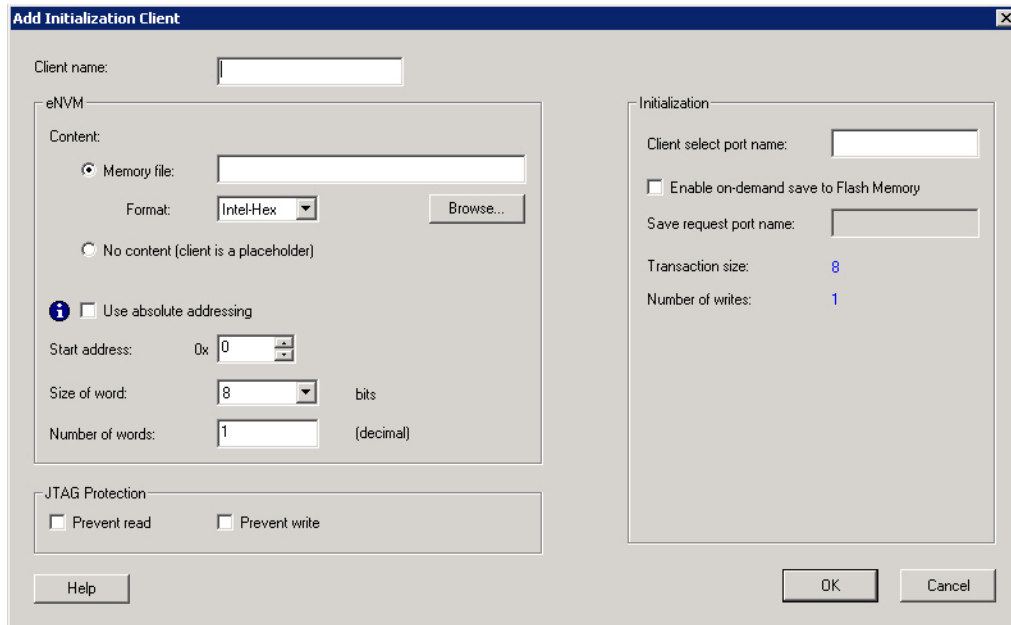 Add Initialization Client
Client name:
eNVM
Content:
Memory file:
Format: Intel-Hex Browse...
No content (client is a placeholder)
Use absolute addressing
Start address: 0x 0
Size of word: 8 bits
Number of words: 1 (decimal)
JTAG Protection
Prevent read Prevent write
Help
Initialization
Client select port name:
Enable on-demand save to Flash Memory
Save request port name:
Transaction size: 8
Number of writes: 1
OK Cancel